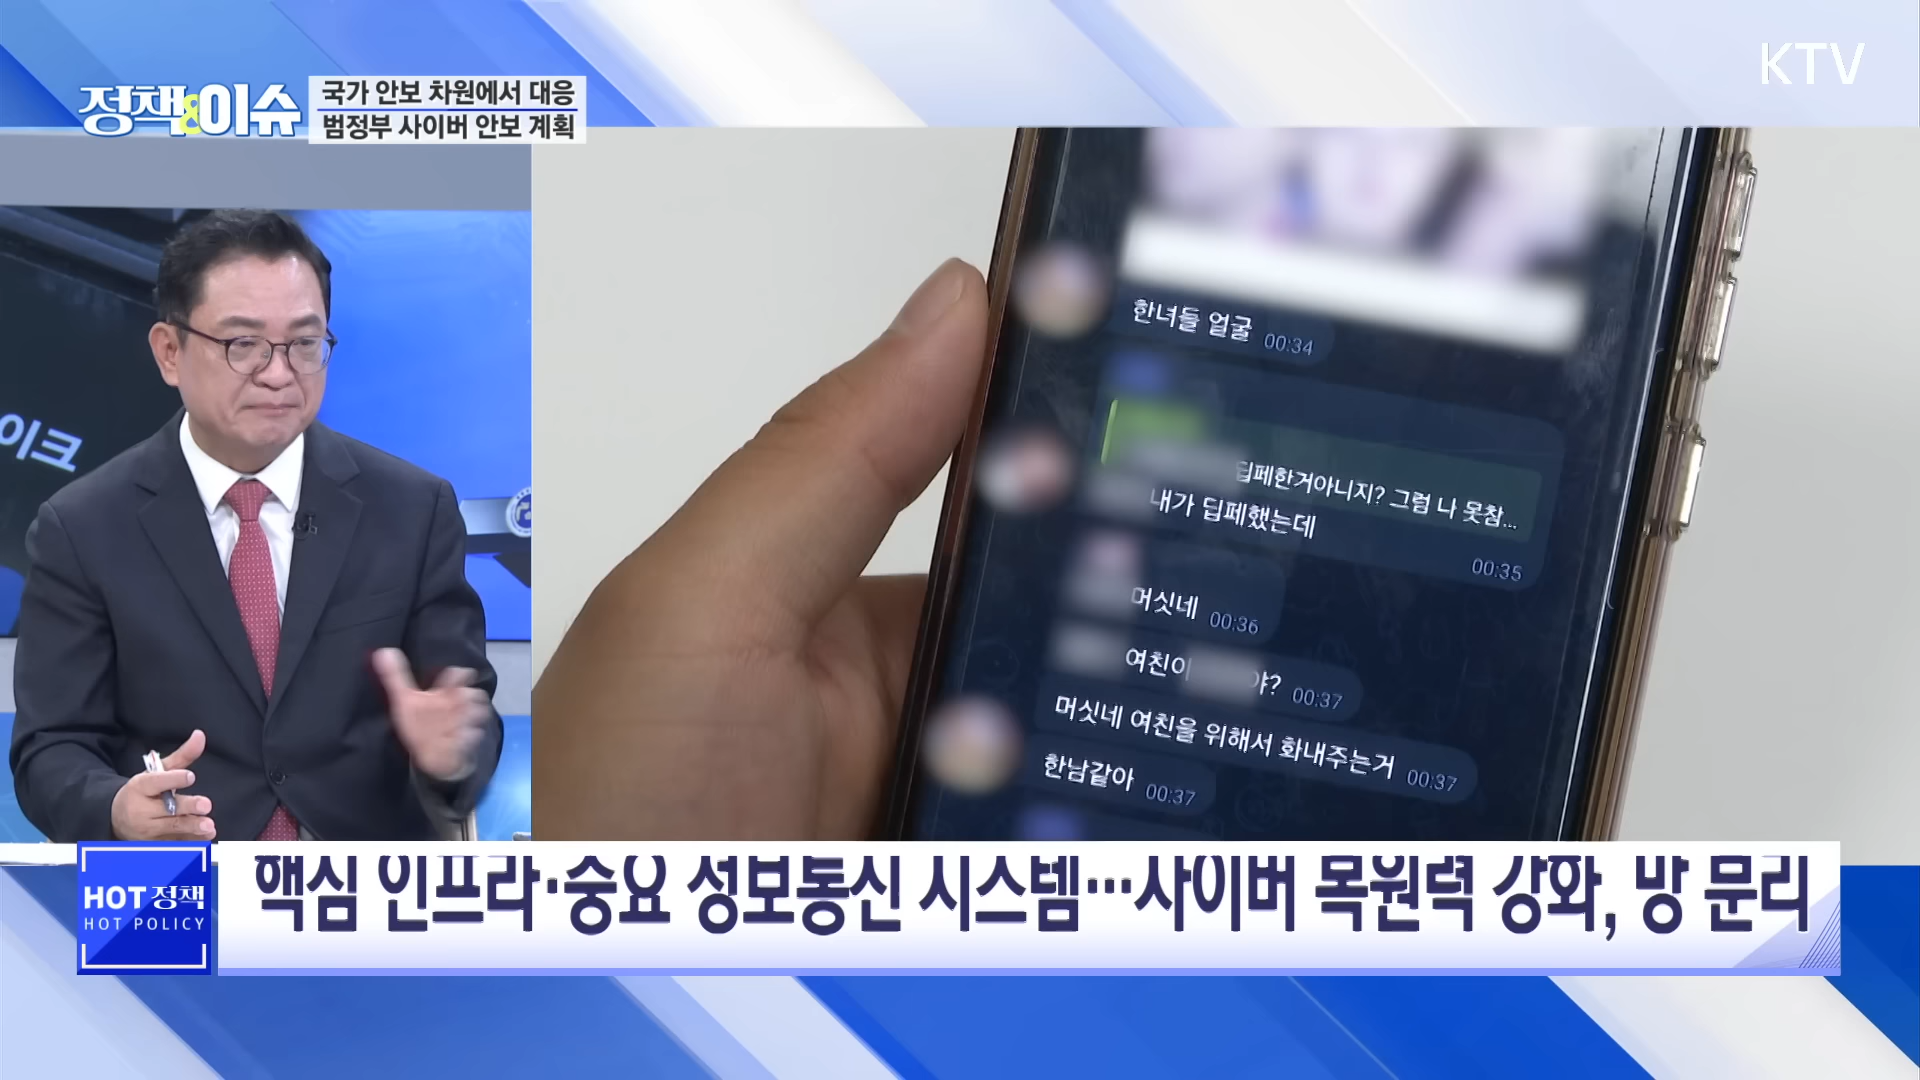 KTV
정책&이슈
국가 안보 차원에서 대응
범정부 사이버 안보 계획
이크
한녀들 얼굴 00:34
딥페한거아니지? 그럼 나 못참...
내가 딥페했는데
00:35
머싯네 00:36
여친이 야? 00:37
머싯네 여친을 위해서 화내주는거 00:37
한남같아 00:37
HOT 정책
HOT POLICY
핵심 인프라·중요 정보통신 시스템…사이버 복원력 강화, 망 분리